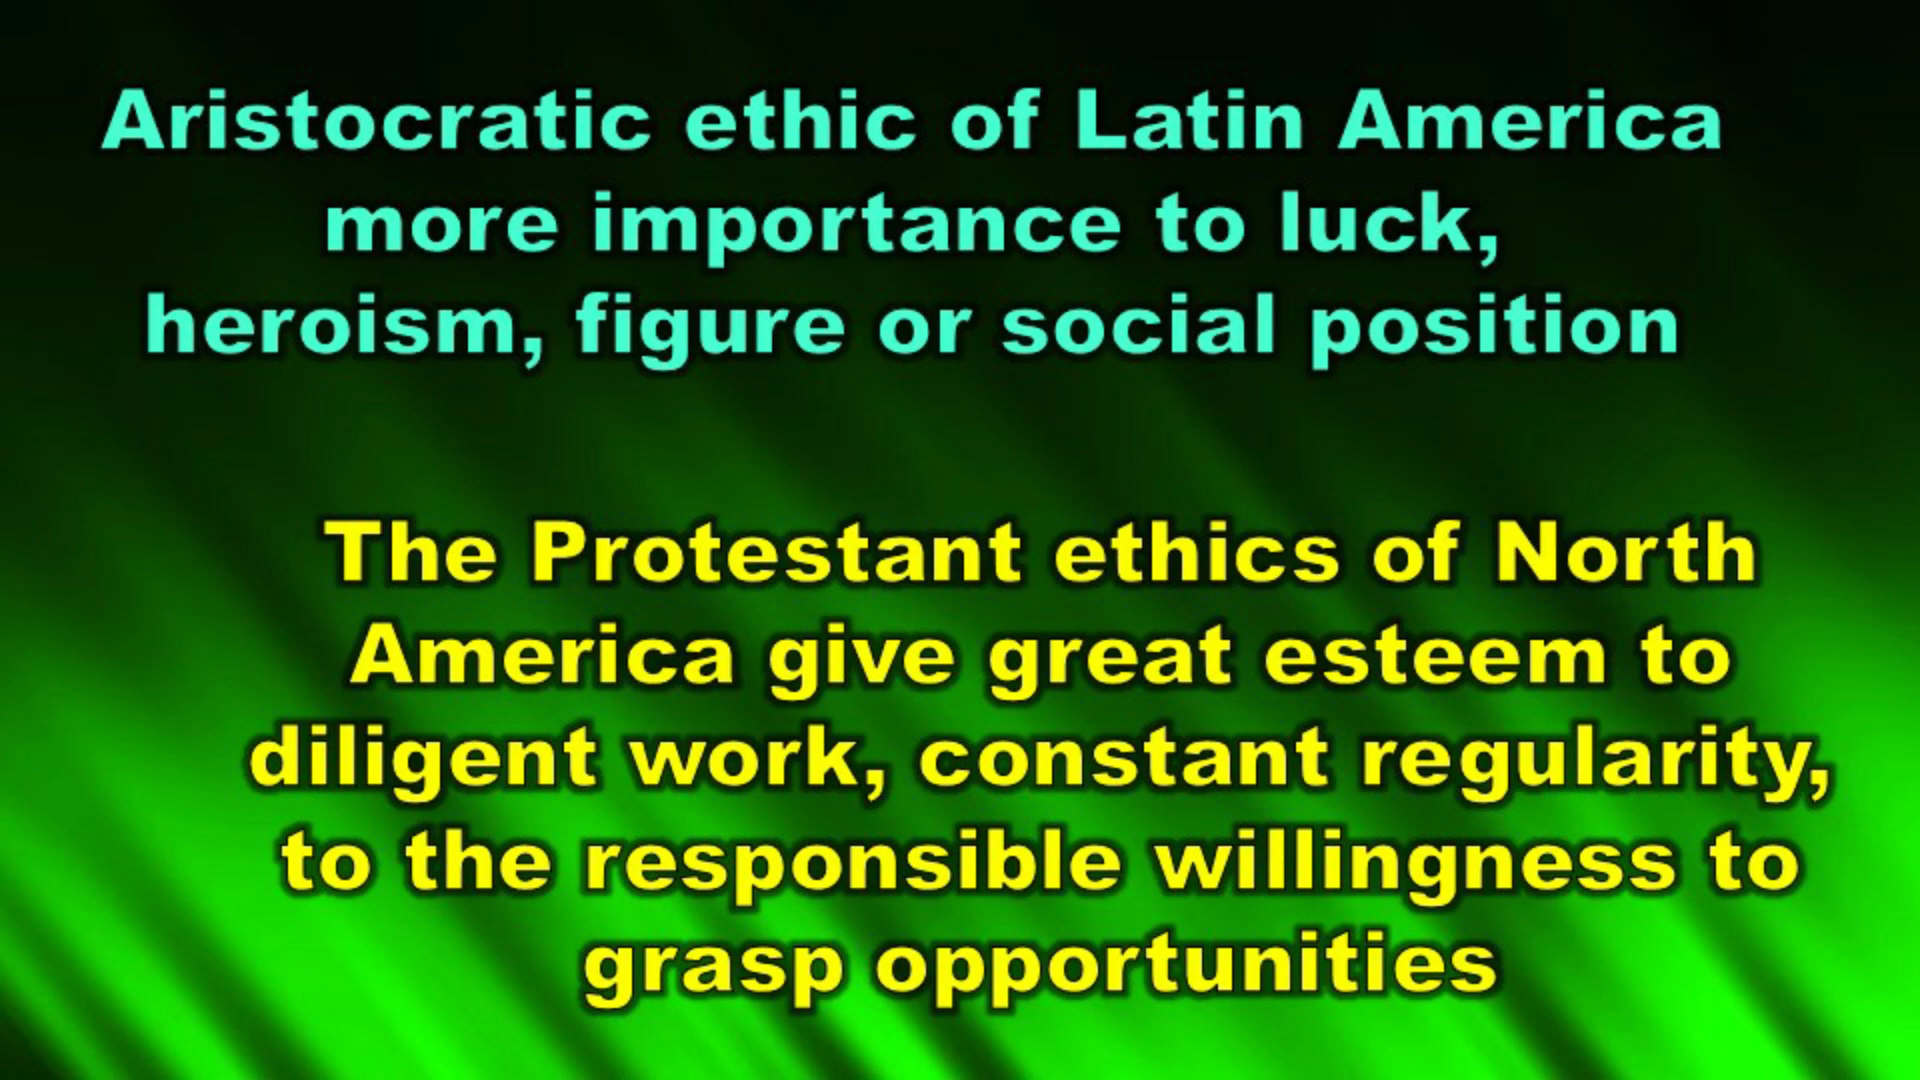 Aristocratic ethic of Latin America
more importance to luck,
heroism, figure or social position
The Protestant ethics of North
America give great esteem to
diligent work, constant regularity,
to the responsible willingness to
grasp opportunities